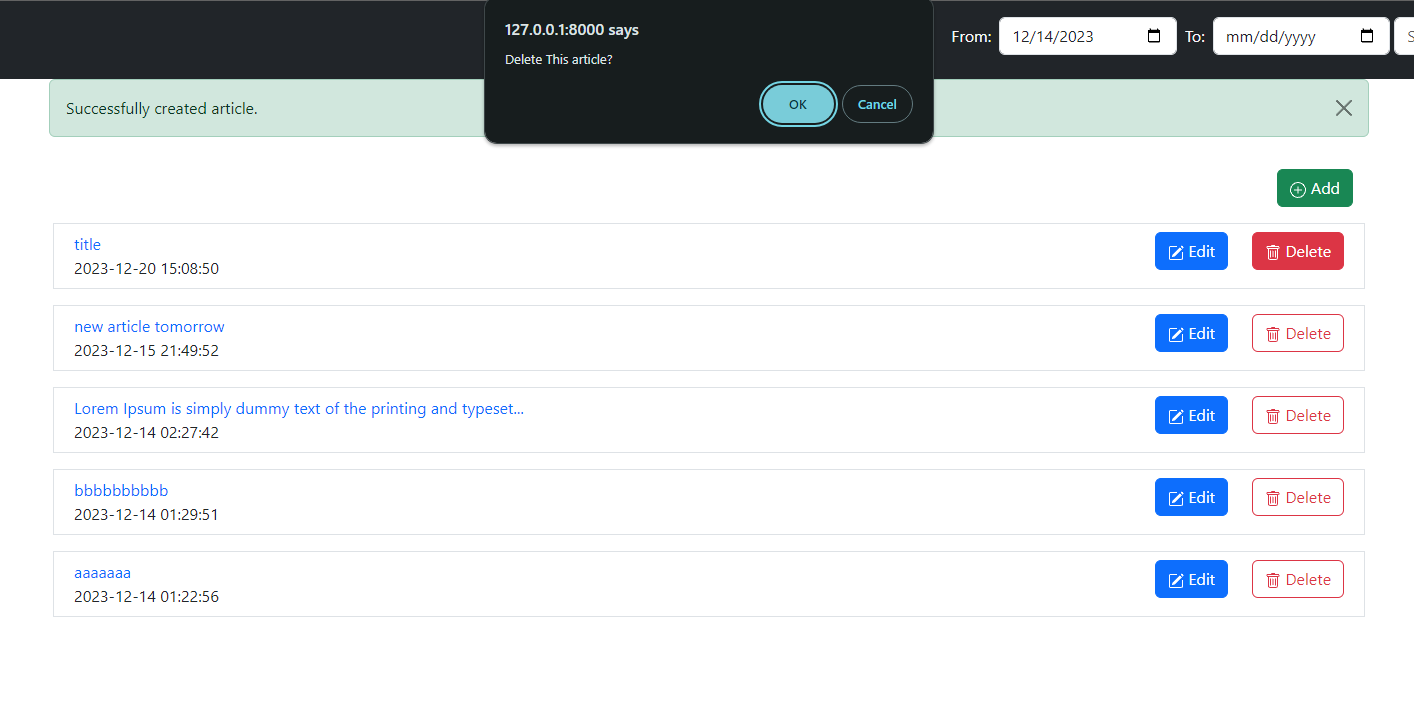 127.0.0.1:8000 says
Delete This article?
OK Cancel
From: 12/14/2023 To: mm/dd/yyyy S
Successfully created article.
Add
title
2023-12-20 15:08:50
Edit Delete
new article tomorrow
2023-12-15 21:49:52
Edit Delete
Lorem Ipsum is simply dummy text of the printing and typeset...
2023-12-14 02:27:42
Edit Delete
bbbbbbbbbb
2023-12-14 01:29:51
Edit Delete
aaaaaaa
2023-12-14 01:22:56
Edit Delete